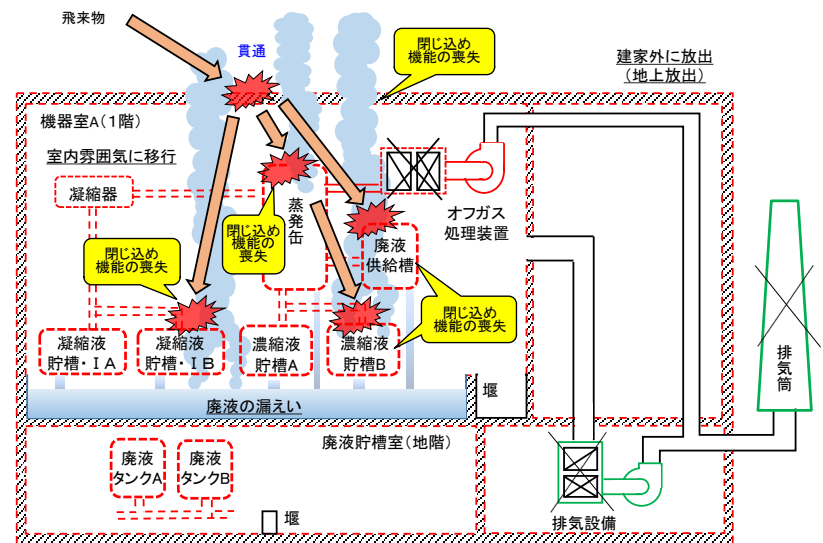 飛来物
貫通
閉じ込め
機能の喪失
建家外に放出
(地上放出)
機器室A(1階)
室内雰囲気に移行
凝縮器
蒸発缶
閉じ込め
機能の
喪失
オフガス
処理装置
廃液
供給槽
閉じ込め
機能の喪失
閉じ込め
機能の喪失
凝縮液
貯槽・ⅠA
凝縮液
貯槽・ⅠB
濃縮液
貯槽A
濃縮液
貯槽B
堰
排気筒
廃液の漏えい
廃液貯槽室(地階)
廃液
タンクA
廃液
タンクB
堰
排気設備